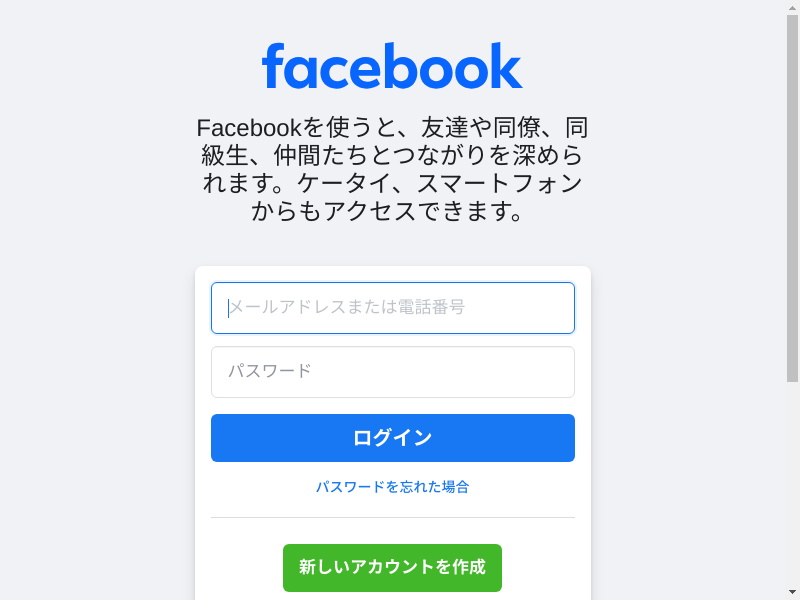 facebook
Facebookを使うと、友達や同僚、同
級生、仲間たちとつながりを深めら
れます。ケータイ、スマートフォン
からもアクセスできます。
メールアドレスまたは電話番号
パスワード
ログイン
パスワードを忘れた場合
新しいアカウントを作成